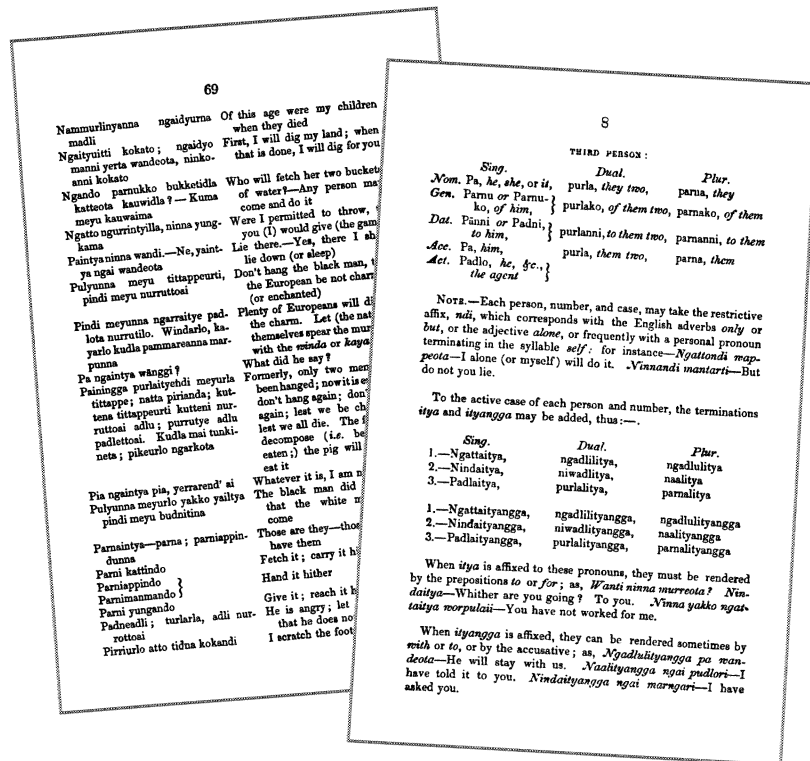 69
Nammurlinyanna ngaidyurna
madli
Ngaityuitti kokato; ngaidyo
manni yerta wandeota, ninko-
anni kokato
Ngando parnukko bukketidla
katteota kauwidla? — Kuma
meyu kauwaima
Ngatto ngurrintyilla, ninna yung-
kama
Paintya ninna wandi.—Ne, yaint-
ya ngai wandeota
Pulyunna meyu tittappeurti,
pindi meyu nurruttoai
Pindi meyunna ngarraitye pad-
lota nurrutilo. Windarlo, ka-
yarlo kudla pammareanna mar-
punna
Pa ngaintya wänggi?
Painingga purlaityehdi meyurla
tittappe; natta pirianda; kut-
tena tittappeurti kutteni nur-
ruttoai adlu; purrutye adlu
padlettoai. Kudla mai tunki-
neta; pikeurlo ngarkota
Pia ngaintya pia, yerrarend' ai
Pulyunna meyurlo yakko yailtya
pindi meyu budnitina
Parnaintya—parna; parniappin-
dunna
Parni kattindo
Parniappindo }
Parnimanmando }
Parni yungando
Padneadli; turlarla, adli nur-
rottoai
Pirriurlo atto tidna kokandi
Of this age were my children
when they died
First, I will dig my land; when
that is done, I will dig for you
Who will fetch her two
of water?—Any person
come and do it
Were I permitted to throw,
you (I) would give (the
Lie there.—Yes, there I
lie down (or sleep)
Don't hang the black man,
the European be not
(or enchanted)
Plenty of Europeans will
the charm. Let (the
themselves spear the
with the winda or
What did he say?
Formerly, only two
been hanged; now it is
don't hang again;
again; lest we be
lest we all die. The
decompose (i.e. be
eaten;) the pig will
eat it
Whatever it is, I am
The black man did
that the white
come
Those are they—
have them
Fetch it; carry it
Hand it hither
Give it; reach it
He is angry; let
that he does
I scratch the foot
8
THIRD PERSON:
Sing. Dual. Plur.
Nom. Pa, he, she, or it, purla, they two, parna, they
Gen. Parnu or Parnu-
ko, of him, } purlako, of them two, parnako, of them
Dat. Pänni or Padni,
to him, } purlanni, to them two, parnanni, to them
Acc. Pa, him, purla, them two, parna, them
Act. Padlo, he, &c.,
the agent }
NOTE.—Each person, number, and case, may take the restrictive
affix, ndi, which corresponds with the English adverbs only or
but, or the adjective alone, or frequently with a personal pronoun
terminating in the syllable self: for instance—Ngattondi wap-
peota—I alone (or myself) will do it. Ninnandi mantarti—But
do not you lie.
To the active case of each person and number, the terminations
itya and ityangga may be added, thus:—.
Sing. Dual. Plur.
1.—Ngattaitya, ngadlilitya, ngadlulitya
2.—Nindaitya, niwadlitya, naalitya
3.—Padlaitya, purlalitya, parnalitya
1.—Ngattaityangga, ngadlilityangga, ngadlulityangga
2.—Nindaityangga, niwadlityangga, naalityangga
3.—Padlaityangga, purlalityangga, parnalityangga
When itya is affixed to these pronouns, they must be rendered
by the prepositions to or for; as, Wanti ninna murreota? Nin-
daitya—Whither are you going? To you. Ninna yakko ngat-
taitya worpulaii—You have not worked for me.
When ityangga is affixed, they can be rendered sometimes by
with or to, or by the accusative; as, Ngadlulityangga pa wan-
deota—He will stay with us. Naalityangga ngai pudlori—I
have told it to you. Nindaityangga ngai marngari—I have
asked you.